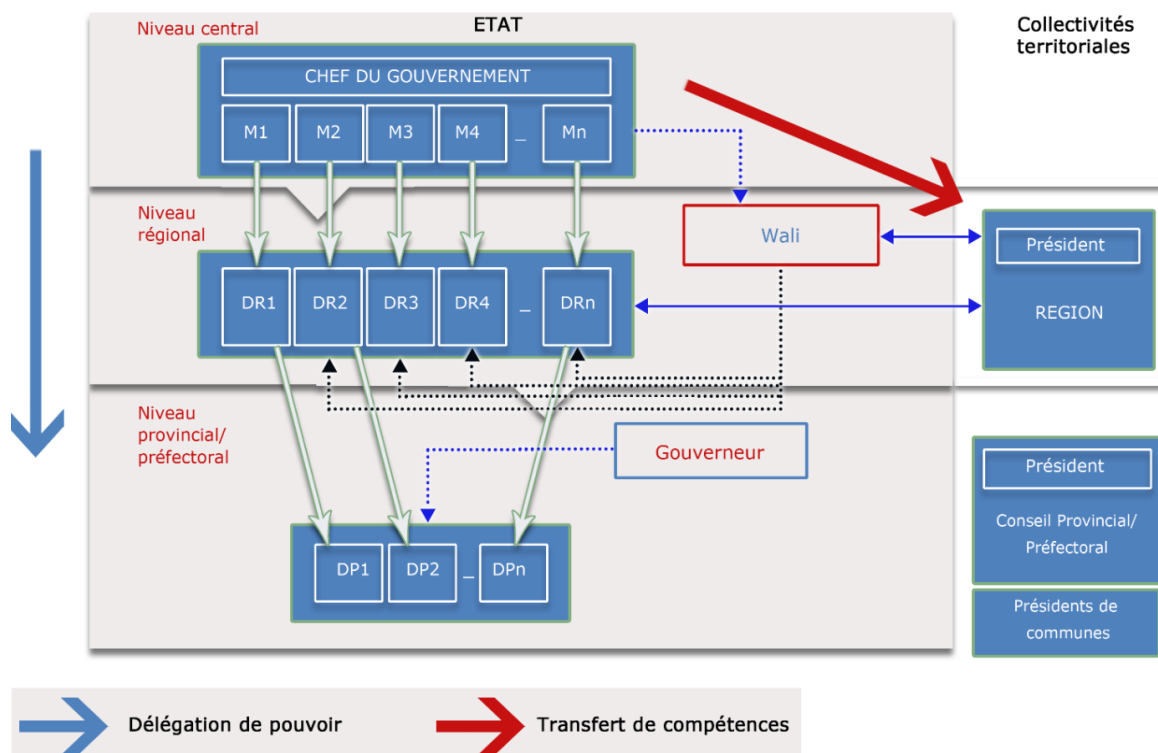 ETAT
Collectivités
territoriales
Niveau central
CHEF DU GOUVERNEMENT
M1 M2 M3 M4 _ Mn
Niveau
régional
Wali
Président
REGION
DR1 DR2 DR3 DR4 _ DRn
Niveau
provincial/
préfectoral
Gouverneur
Président
Conseil Provincial/
Préfectoral
DP1 DP2 _ DPn
Présidents de
communes
Délégation de pouvoir
Transfert de compétences